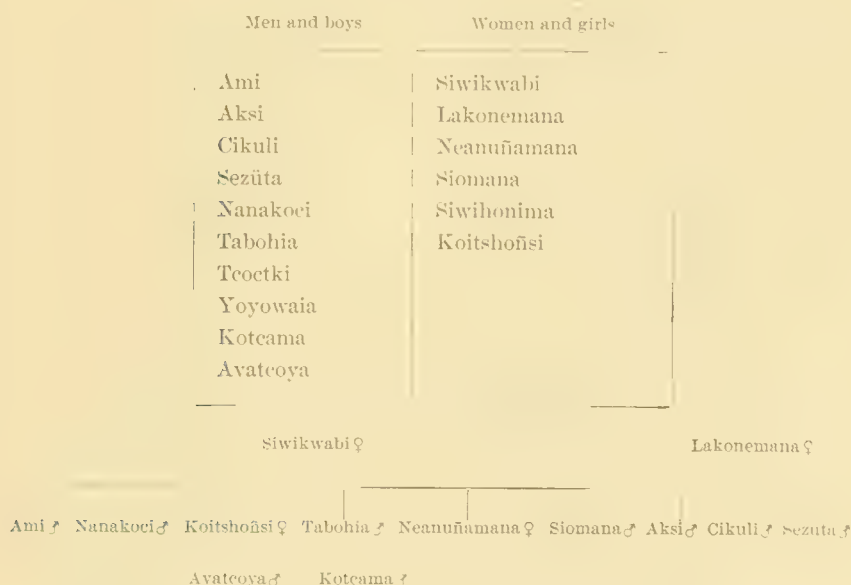 Men and boys Women and girls
Ami Siwikwabi
Aksi Lakonemana
Cikuli Neanuñamana
Sezüta Siomana
Nanakoci Siwihonima
Tabohia Koitshoñsi
Tcoctki
Yoyowaia
Kotcama
Avatcoya
Siwikwabi♀ Lakonemana♀
Ami♂ Nanakoci♂ Koitshoñsi♀ Tabohia♂ Neanuñamana♀ Siomana♂ Aksi♂ Cikuli♂ Sezuta♂
Avatcoya♂ Kotcama♂